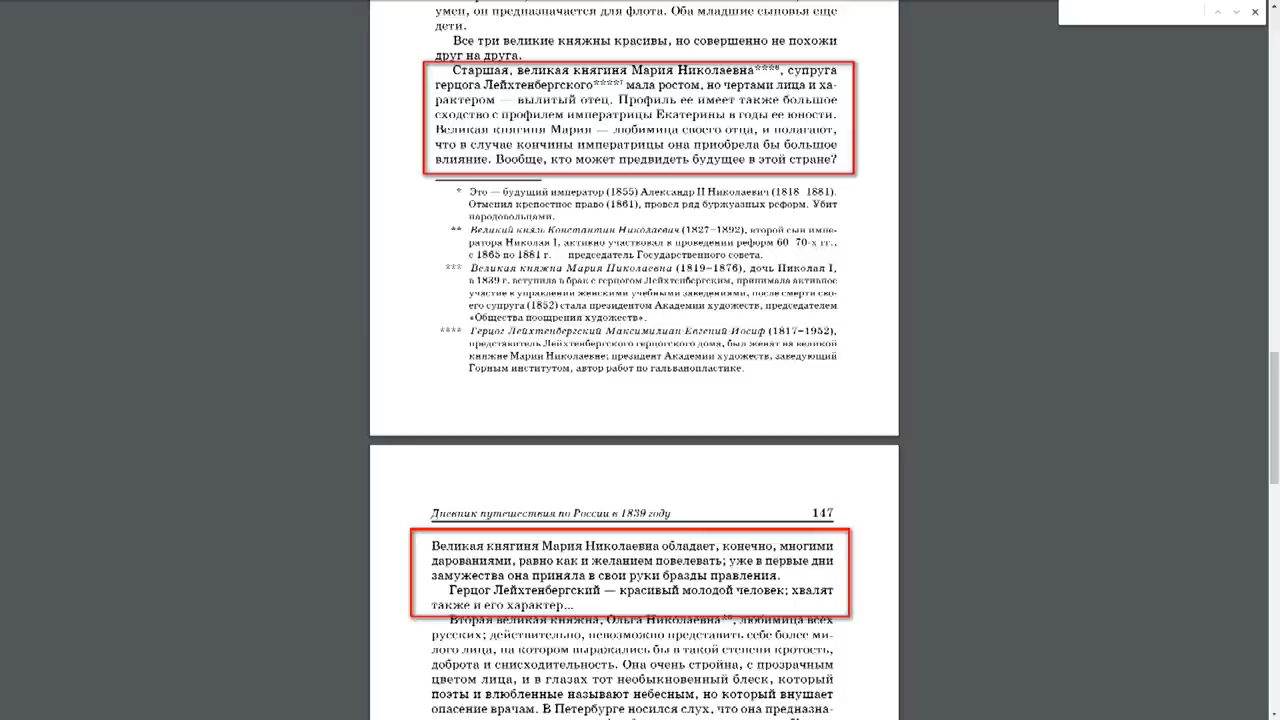 умен, он предназначается для флота. Оба младшие сыновья еще
дети.
Все три великие княжны красивы, но совершенно не похожи
друг на друга.
Старшая, великая княгиня Мария Николаевна***⁶, супруга
герцога Лейхтенбергского****⁷ мала ростом, но чертами лица и ха-
рактером — вылитый отец. Профиль ее имеет также большое
сходство с профилем императрицы Екатерины в годы ее юности.
Великая княгиня Мария — любимица своего отца, и полагают,
что в случае кончины императрицы она приобрела бы большое
влияние. Вообще, кто может предвидеть будущее в этой стране?
* Это — будущий император (1855) Александр II Николаевич (1818–1881).
Отменил крепостное право (1861), провел ряд буржуазных реформ. Убит
народовольцами.
** Великий князь Константин Николаевич (1827–1892), второй сын импе-
ратора Николая I, активно участвовал в проведении реформ 60–70-х гг.,
с 1865 по 1881 г. председатель Государственного совета.
*** Великая княжна Мария Николаевна (1819–1876), дочь Николая I,
в 1839 г. вступила в брак с герцогом Лейхтенбергским, принимала активное
участие в управлении женскими учебными заведениями, после смерти сво-
его супруга (1852) стала президентом Академии художеств, председателем
«Общества поощрения художеств».
**** Герцог Лейхтенбергский Максимилиан-Евгений-Иосиф (1817–1952),
представитель Лейхтенбергского герцогского дома, был женат на великой
княжне Марии Николаевне; президент Академии художеств, заведующий
Горным институтом, автор работ по гальванопластике.
Дневник путешествия по России в 1839 году 147
Великая княгиня Мария Николаевна обладает, конечно, многими
дарованиями, равно как и желанием повелевать; уже в первые дни
замужества она приняла в свои руки бразды правления.
Герцог Лейхтенбергский — красивый молодой человек; хвалят
также и его характер...
Вторая великая княжна, Ольга Николаевна**, любимица всех
русских; действительно, невозможно представить себе более ми-
лого лица, на котором выражались бы в такой степени кротость,
доброта и снисходительность. Она очень стройна, с прозрачным
цветом лица, и в глазах тот необыкновенный блеск, который
поэты и влюбленные называют небесным, но который внушает
опасение врачам. В Петербурге носился слух, что она предназна-